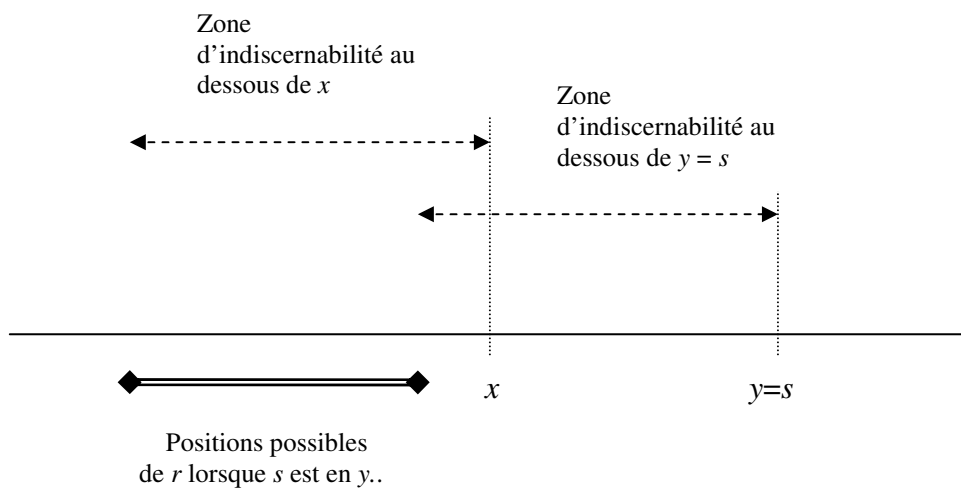 Zone
d’indiscernabilité au
dessous de x
Zone
d’indiscernabilité au
dessous de y = s
x
y=s
Positions possibles
de r lorsque s est en y..